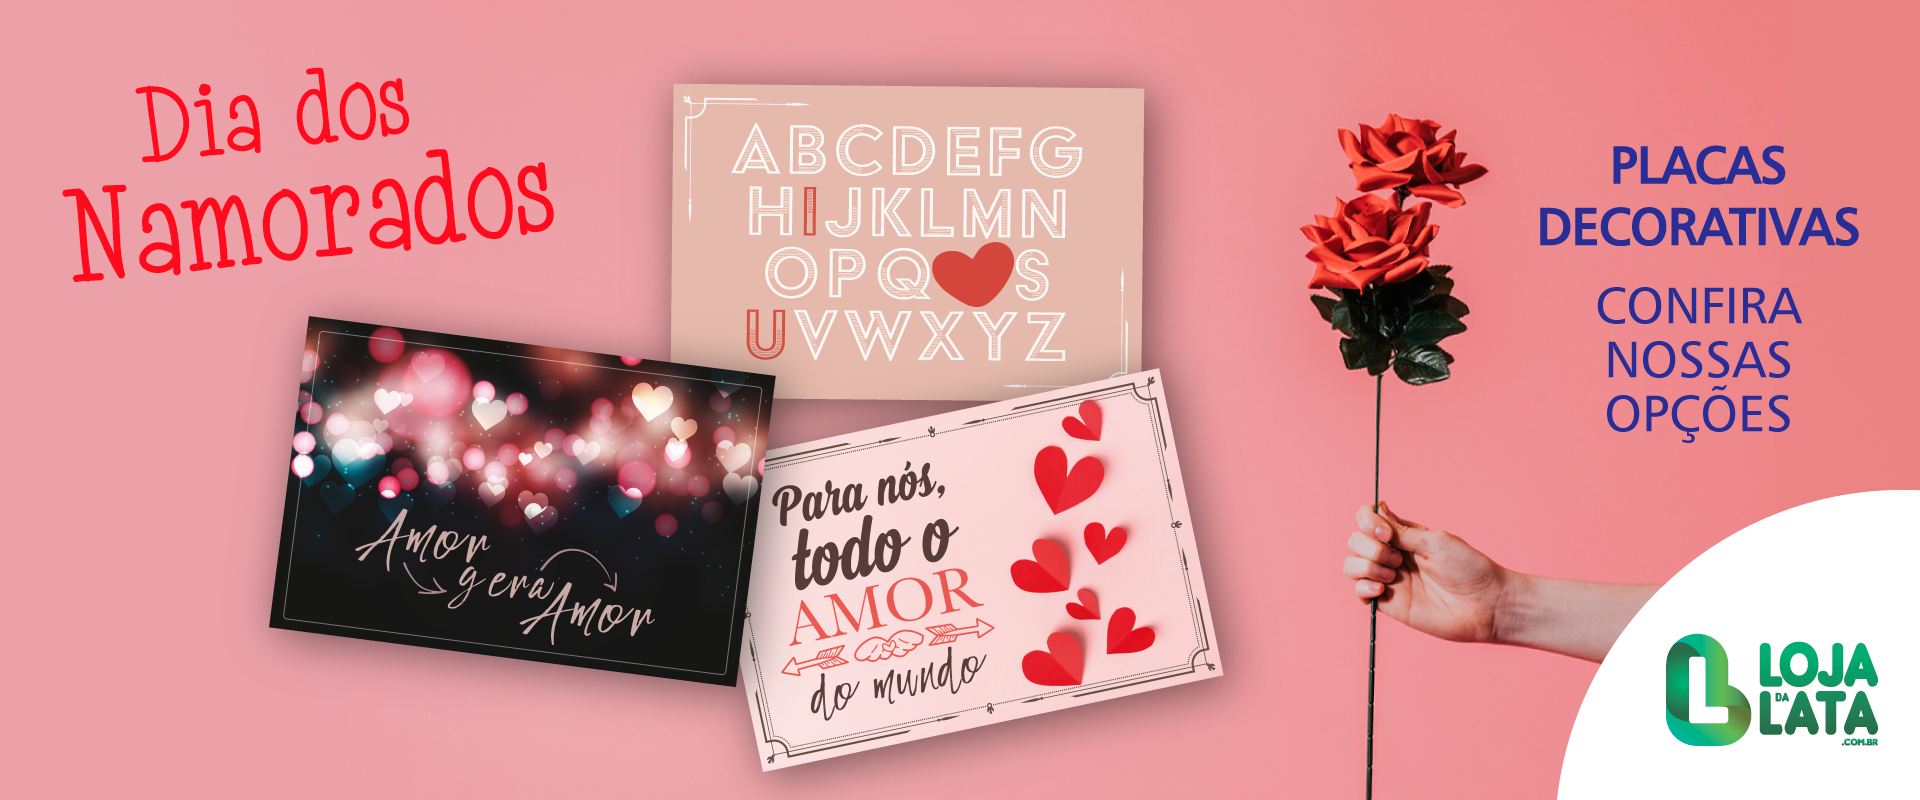 Dia dos
Namorados
ABCDEFG
HIJKLMN
OPQ S
UVWXYZ
Amor
gera
Amor
Para nós,
todo o
AMOR
do mundo
PLACAS
DECORATIVAS
CONFIRA
NOSSAS
OPÇÕES
LOJA
DA
LATA
.COM.BR